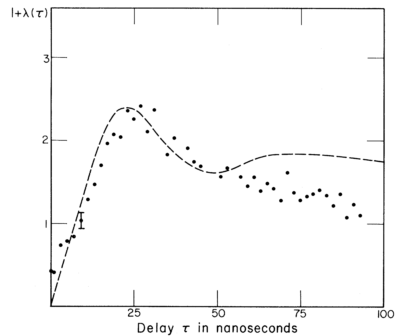 1+λ(τ)
3
2
1
25 50 75 100
Delay τ in nanoseconds